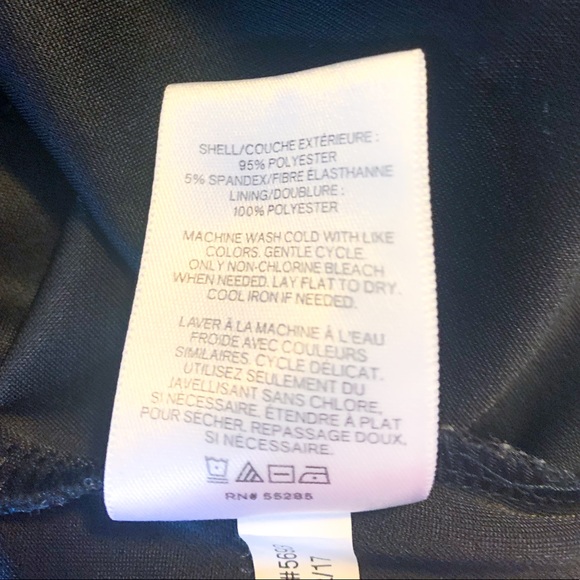 SHELL/COUCHE EXTÉRIEURE :
95% POLYESTER
5% SPANDEX/FIBRE ÉLASTHANNE
LINING/DOUBLURE :
100% POLYESTER
MACHINE WASH COLD WITH LIKE
COLORS. GENTLE CYCLE.
ONLY NON-CHLORINE BLEACH
WHEN NEEDED. LAY FLAT TO DRY.
COOL IRON IF NEEDED.
LAVER À LA MACHINE À L'EAU
FROIDE AVEC COULEURS
SIMILAIRES. CYCLE DÉLICAT.
UTILISEZ SEULEMENT DU
JAVELLISANT SANS CHLORE,
SI NÉCESSAIRE. ÉTENDRE À PLAT
POUR SÉCHER. REPASSAGE DOUX,
SI NÉCESSAIRE.
RN# 55285